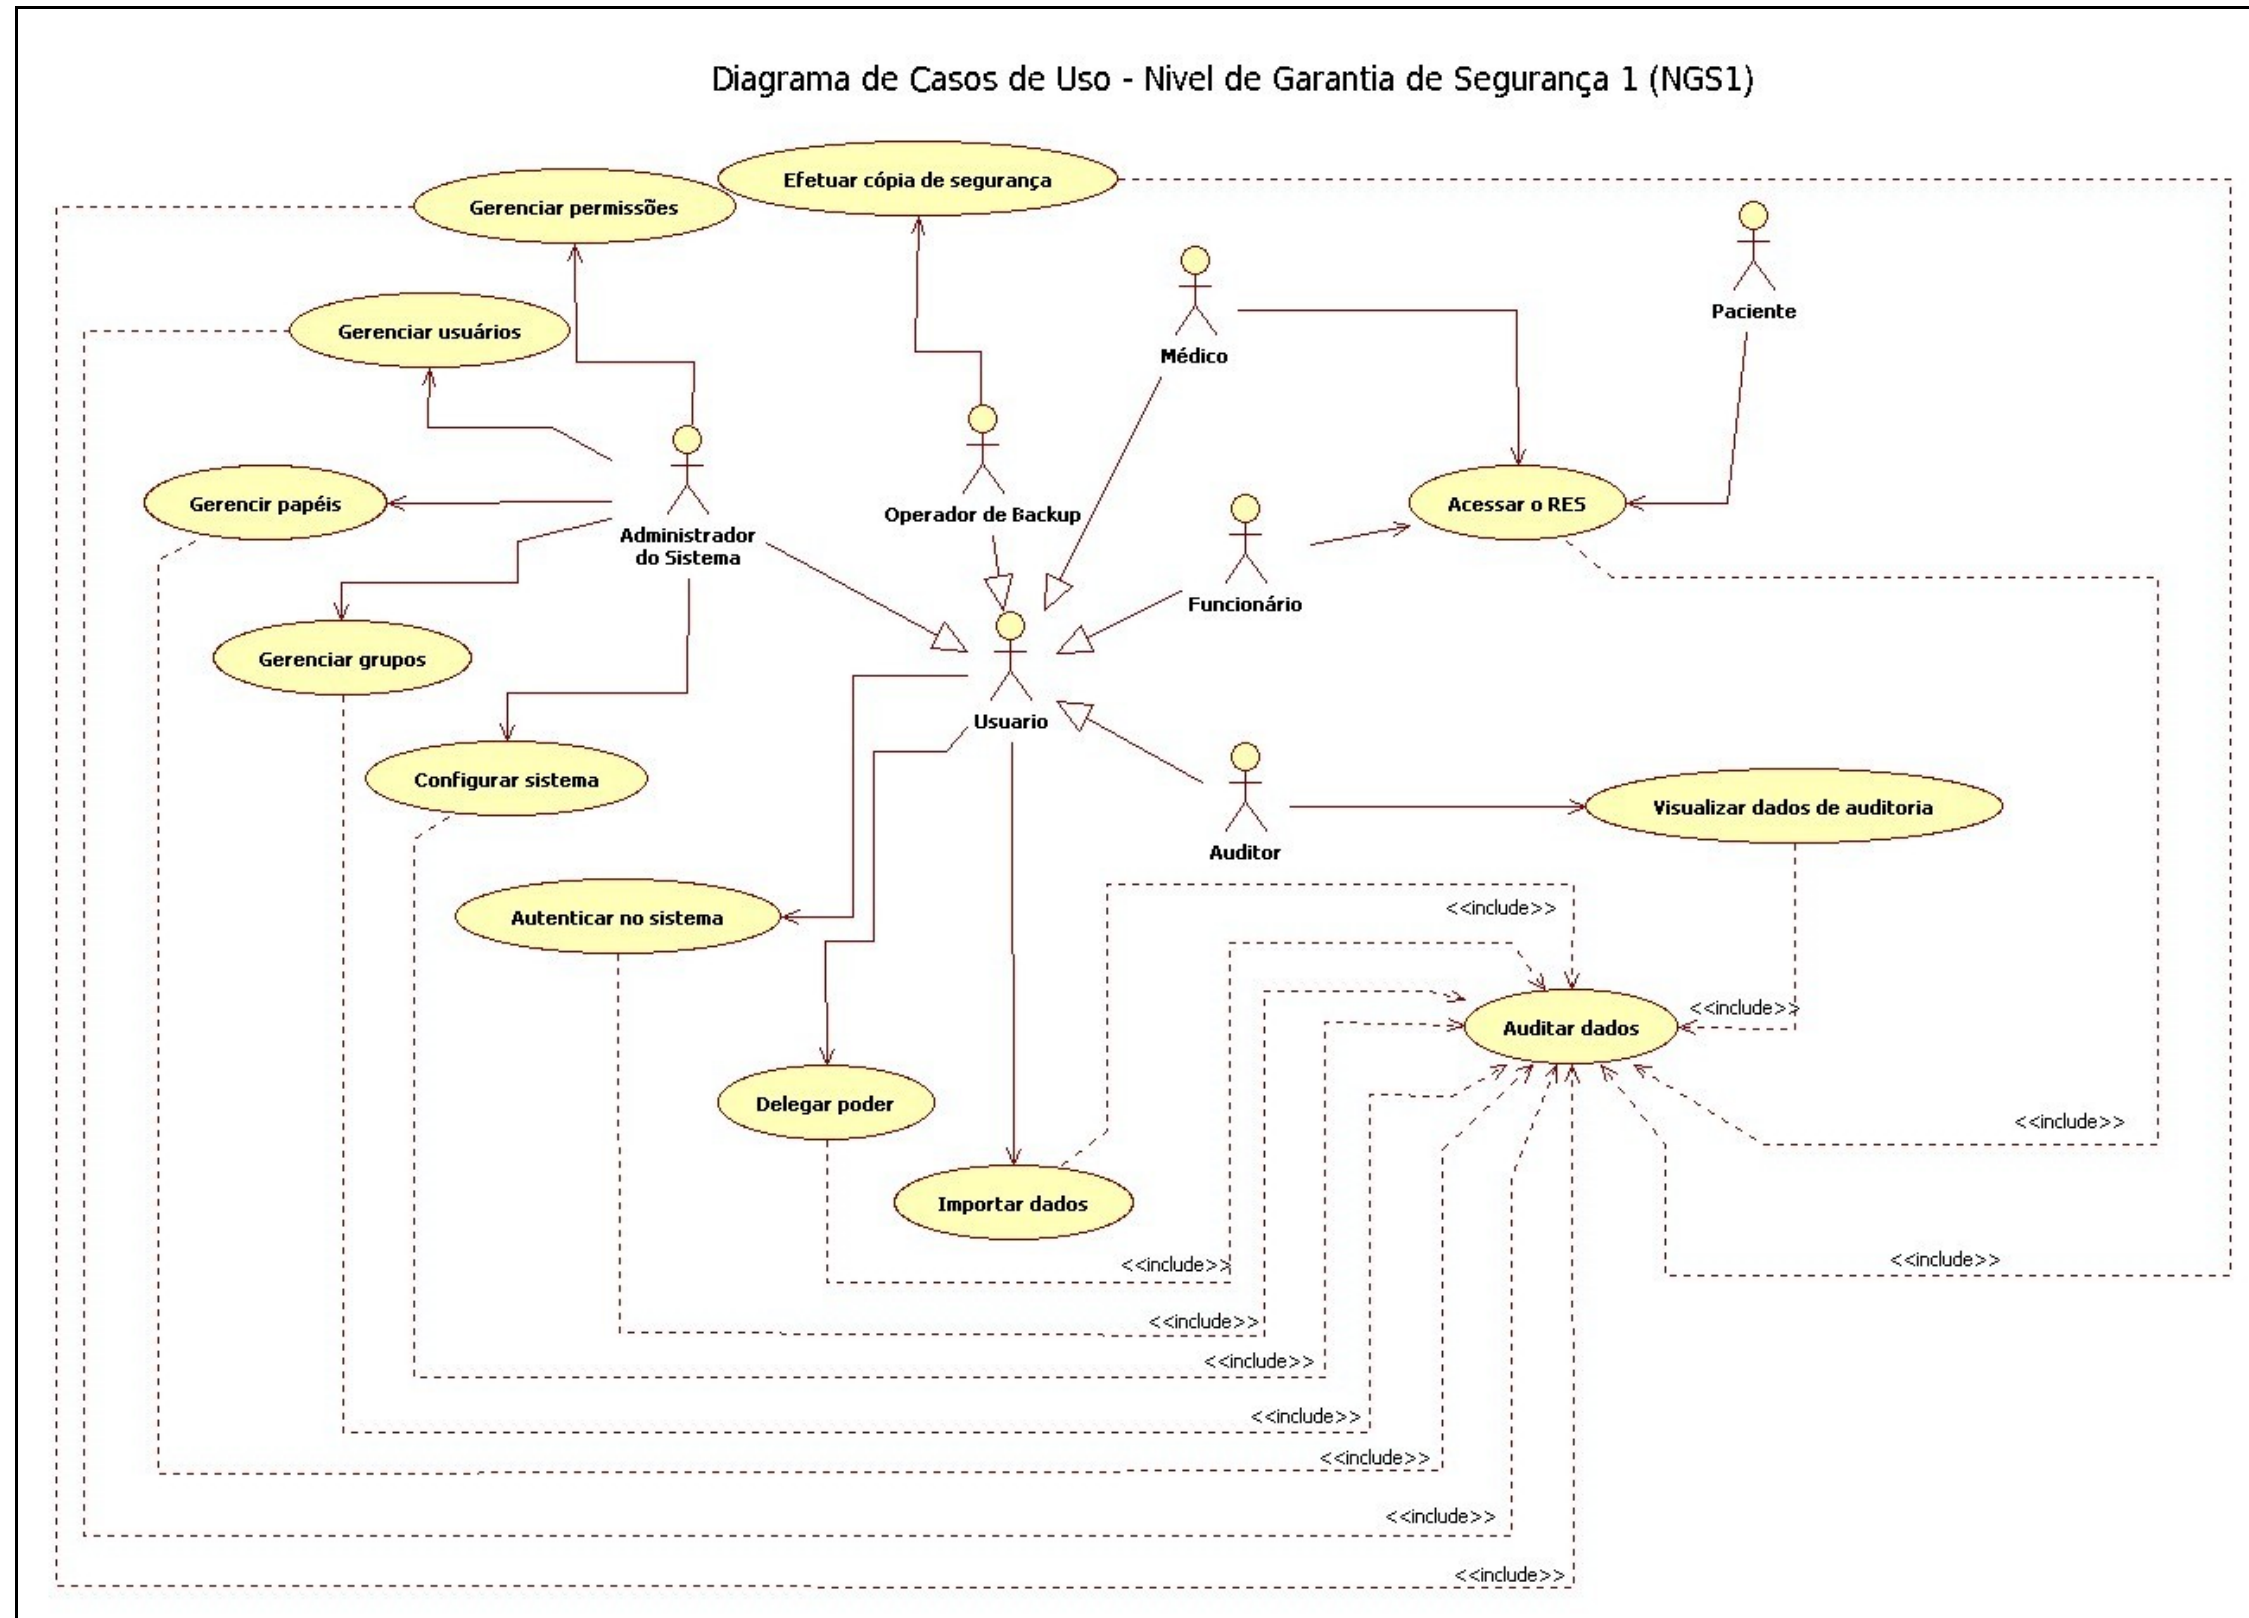 Diagrama de Casos de Uso - Nivel de Garantia de Segurança 1 (NGS1)
Efetuar cópia de segurança
Gerenciar permissões
Paciente
Gerenciar usuários
Médico
Gerencir papéis
Acessar o RES
Operador de Backup
Administrador
do Sistema
Funcionário
Gerenciar grupos
Usuario
Configurar sistema
Visualizar dados de auditoria
Auditor
<<include>>
Autenticar no sistema
<<include>>
Auditar dados
Delegar poder
<<include>>
Importar dados
<<include>>
<<include>>
<<include>>
<<include>>
<<include>>
<<include>>
<<include>>
<<include>>